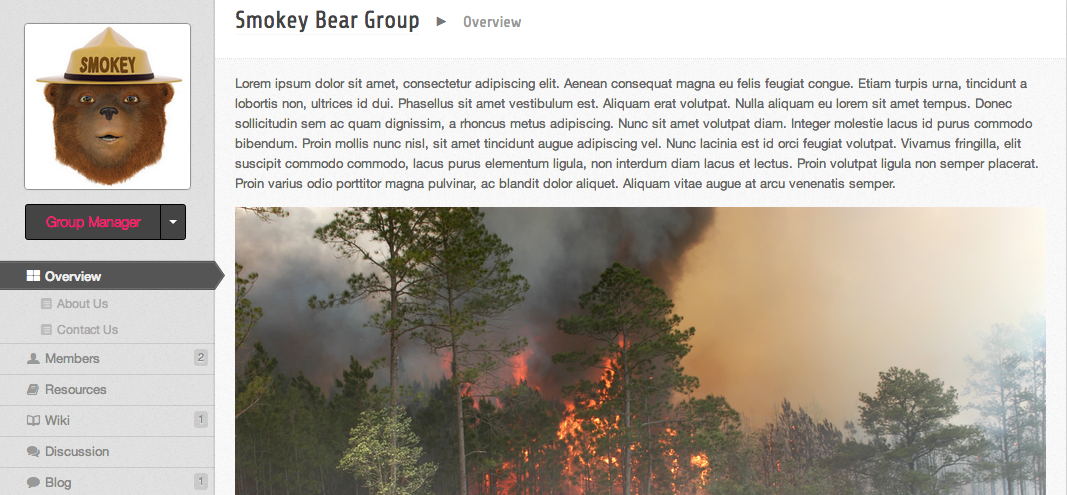 SMOKEY
Group Manager
Overview
About Us
Contact Us
Members 2
Resources
Wiki 1
Discussion
Blog 1
Smokey Bear Group ► Overview
Lorem ipsum dolor sit amet, consectetur adipiscing elit. Aenean consequat magna eu felis feugiat congue. Etiam turpis urna, tincidunt a
lobortis non, ultrices id dui. Phasellus sit amet vestibulum est. Aliquam erat volutpat. Nulla aliquam eu lorem sit amet tempus. Donec
sollicitudin sem ac quam dignissim, a rhoncus metus adipiscing. Nunc sit amet volutpat diam. Integer molestie lacus id purus commodo
bibendum. Proin mollis nunc nisl, sit amet tincidunt augue adipiscing vel. Nunc lacinia est id orci feugiat volutpat. Vivamus fringilla, elit
suscipit commodo commodo, lacus purus elementum ligula, non interdum diam lacus et lectus. Proin volutpat ligula non semper placerat.
Proin varius odio porttitor magna pulvinar, ac blandit dolor aliquet. Aliquam vitae augue at arcu venenatis semper.